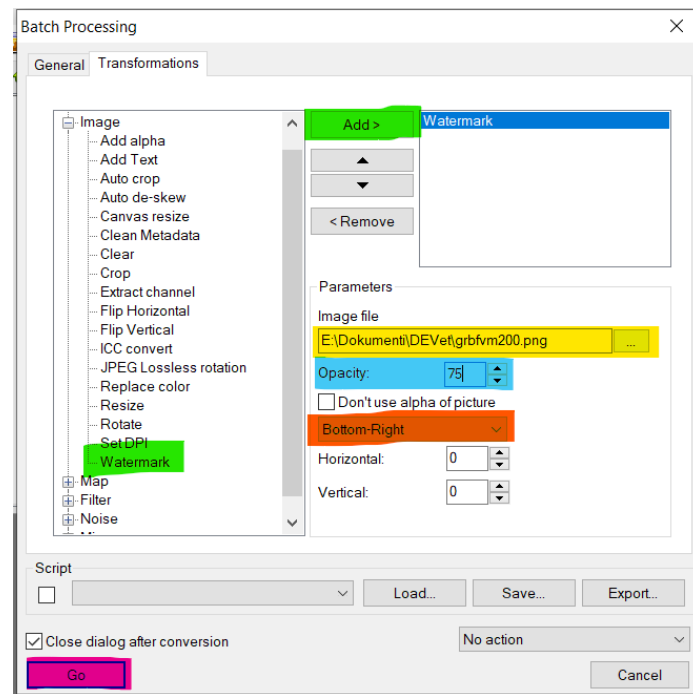 Batch Processing
General Transformations
Image
Add alpha
Add Text
Auto crop
Auto de-skew
Canvas resize
Clean Metadata
Clear
Crop
Extract channel
Flip Horizontal
Flip Vertical
ICC convert
JPEG Lossless rotation
Replace color
Resize
Rotate
Set DPI
Watermark
Map
Filter
Noise
Add >
< Remove
Watermark
Parameters
Image file
E:\Dokumenti\DEVet\grbfvm200.png ...
Opacity: 75
Don't use alpha of picture
Bottom-Right
Horizontal: 0
Vertical: 0
Script
Load... Save... Export...
Close dialog after conversion
No action
Go
Cancel